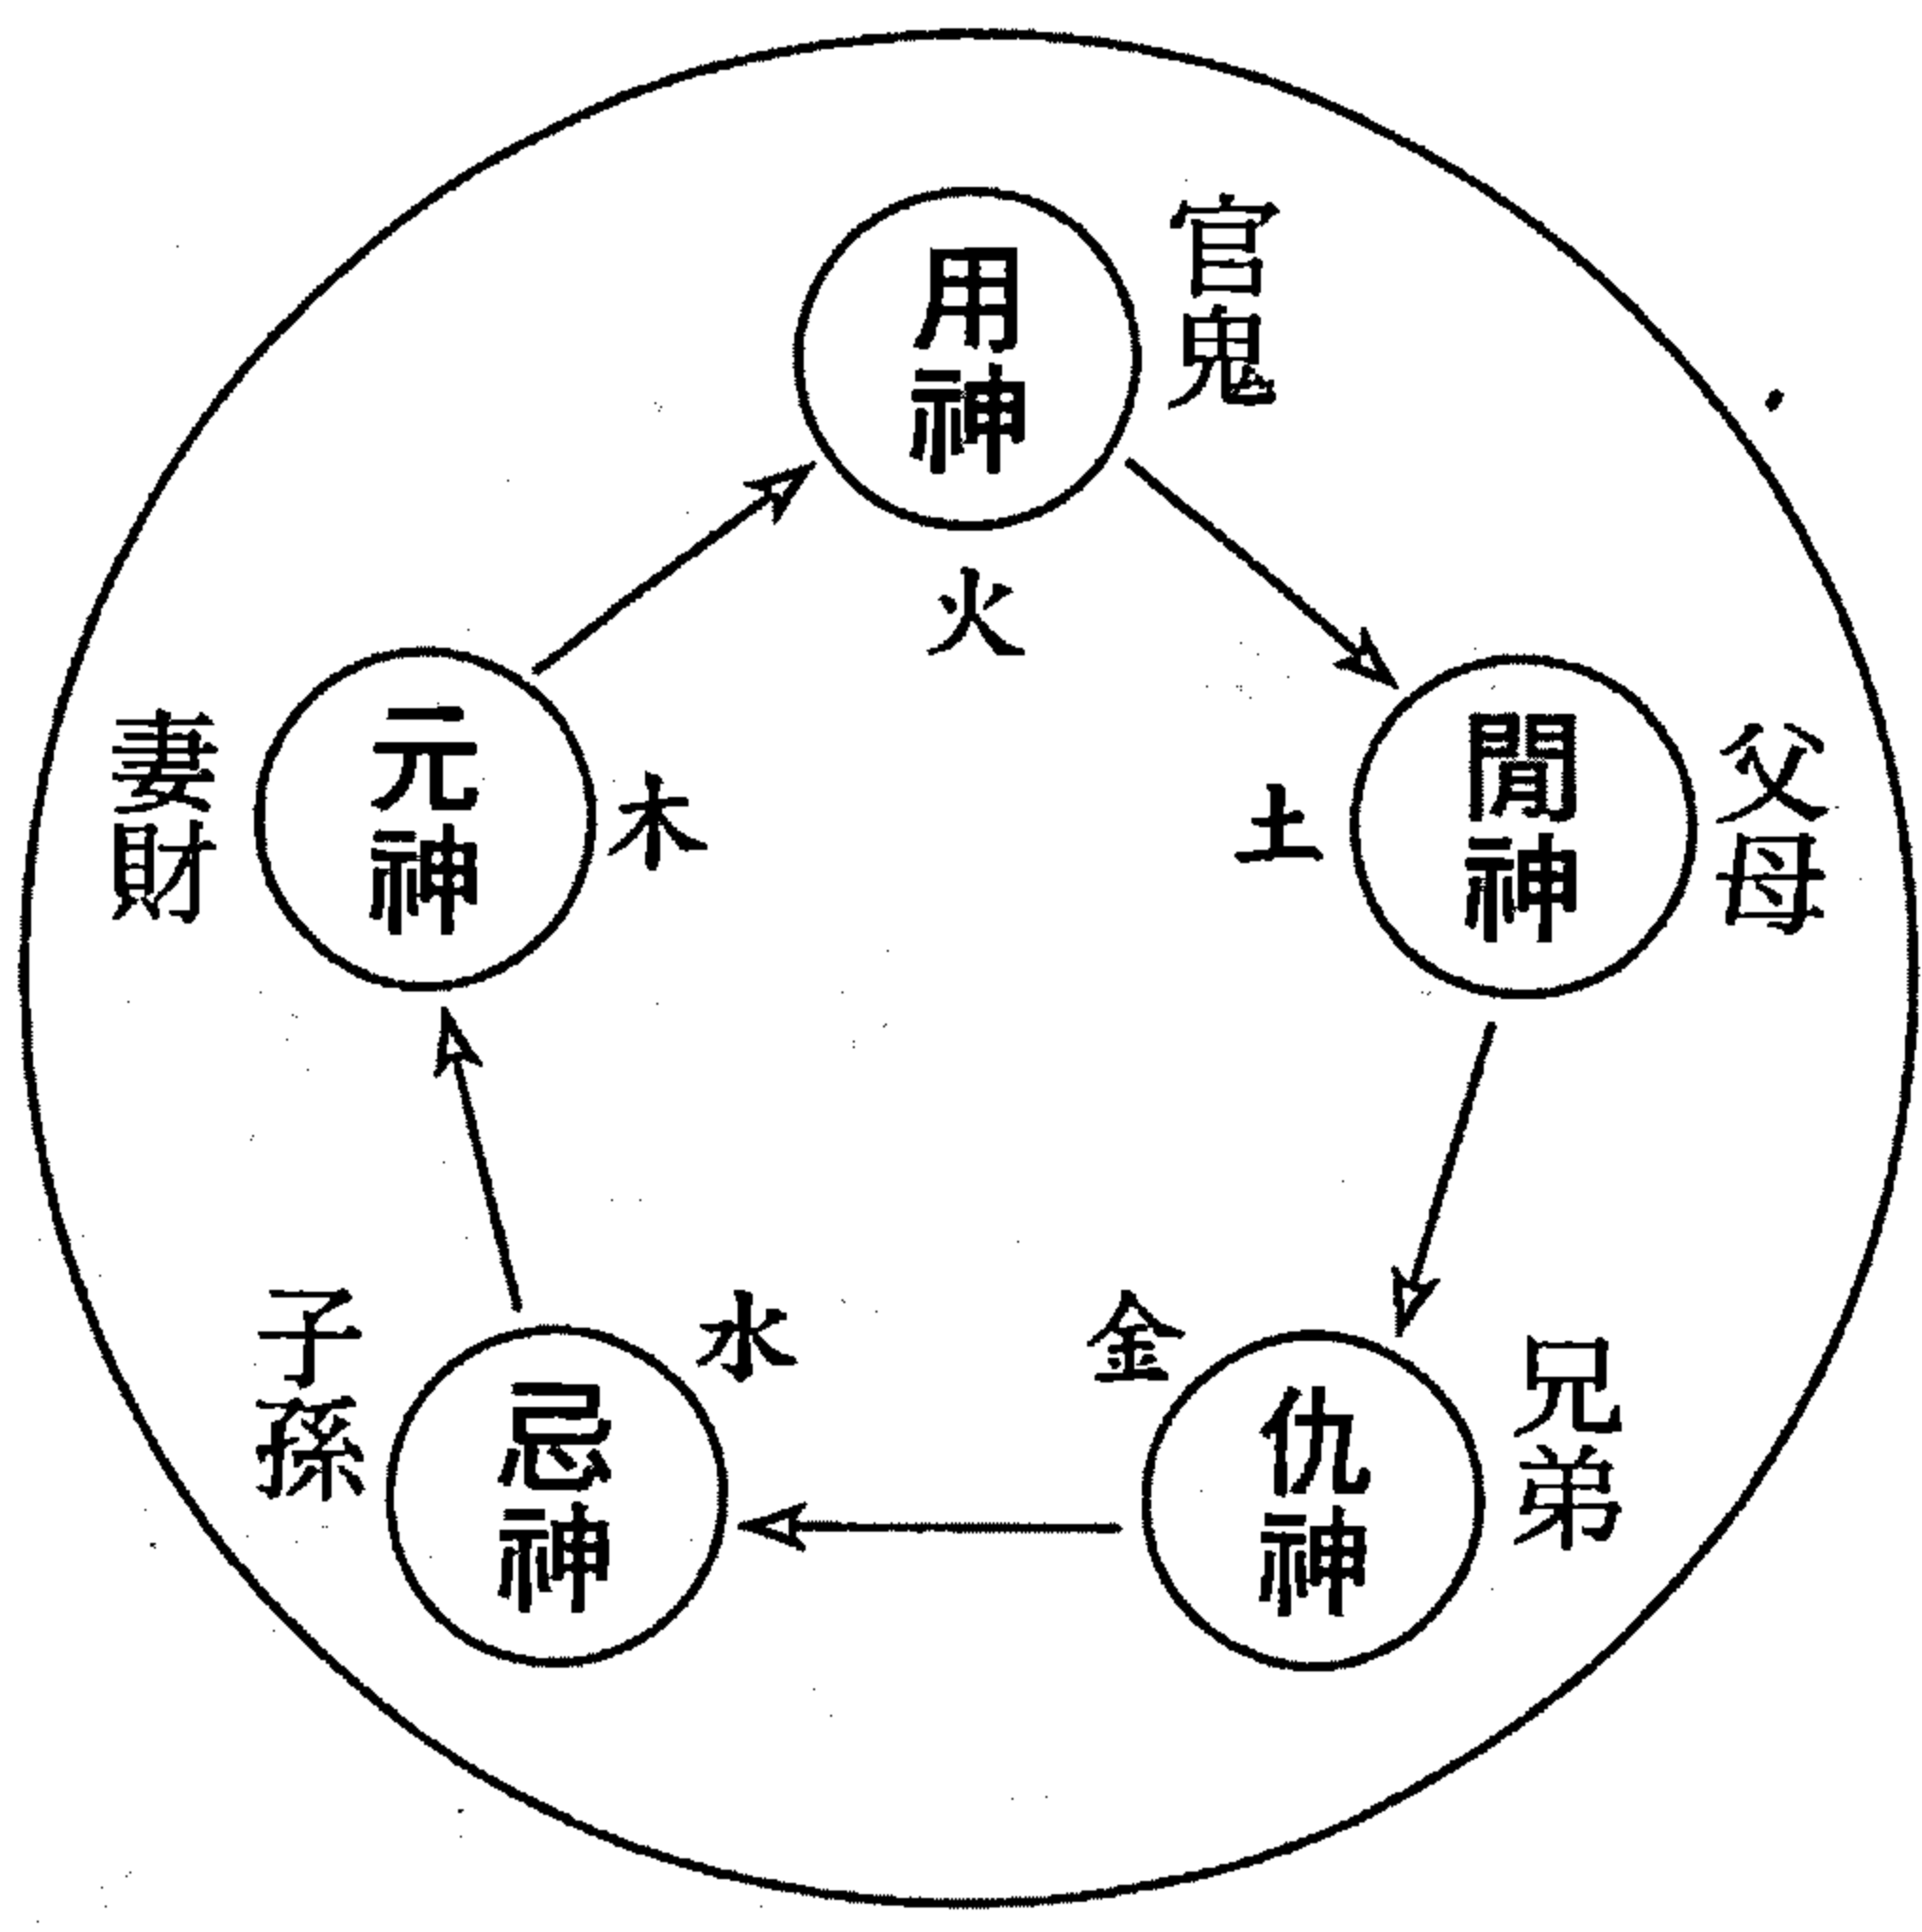 官鬼
用神
火
妻財
元神
木
土
閒神
父母
子孫
忌神
水
金
仇神
兄弟